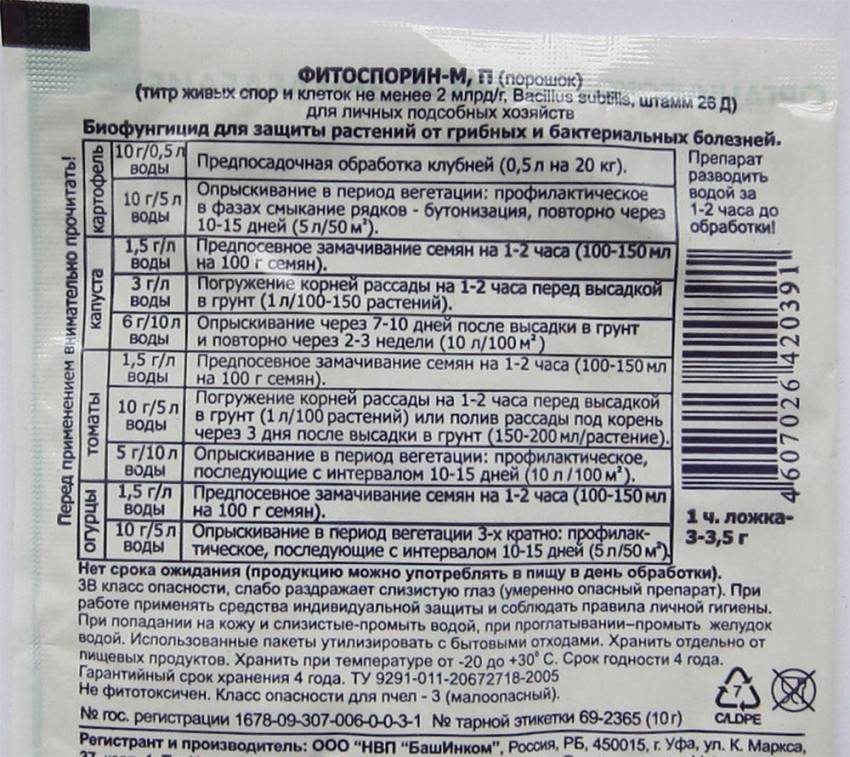 ФИТОСПОРИН-М, П (порошок)
(титр живых спор и клеток не менее 2 млрд/г, Bacillus subtilis, штамм 26 Д)
для личных подсобных хозяйств
Биофунгицид для защиты растений от грибных и бактериальных болезней.
Перед применением внимательно прочитать!
картофель
10 г/0,5 л воды
Предпосадочная обработка клубней (0,5 л на 20 кг).
10 г/5 л воды
Опрыскивание в период вегетации: профилактическое
в фазах смыкание рядков - бутонизация, повторно через
10-15 дней (5 л/50 м²).
капуста
1,5 г/л воды
Предпосевное замачивание семян на 1-2 часа (100-150 мл
на 100 г семян).
3 г/л воды
Погружение корней рассады на 1-2 часа перед высадкой
в грунт (1 л/100-150 растений).
6 г/10 л воды
Опрыскивание через 7-10 дней после высадки в грунт
и повторно через 2-3 недели (10 л/100 м²)
томаты
1,5 г/л воды
Предпосевное замачивание семян на 1-2 часа (100-150 мл
на 100 г семян).
10 г/5 л воды
Погружение корней рассады на 1-2 часа перед высадкой
в грунт (1 л/100 растений) или полив рассады под корень
через 3 дня после высадки в грунт (150-200 мл/растение).
5 г/10 л воды
Опрыскивание в период вегетации: профилактическое,
последующие с интервалом 10-15 дней (10 л /100 м²).
огурцы
1,5 г/л воды
Предпосевное замачивание семян на 1-2 часа (100-150 мл
на 100 г семян).
10 г/5 л воды
Опрыскивание в период вегетации 3-х кратно: профилак-
тическое, последующие с интервалом 10-15 дней (5 л/50 м²)
Препарат
разводить
водой за
1-2 часа до
обработки!
4 607026 420391
1 ч. ложка-
3-3,5 г
Нет срока ожидания (продукцию можно употреблять в пищу в день обработки).
3В класс опасности, слабо раздражает слизистую глаз (умеренно опасный препарат). При
работе применять средства индивидуальной защиты и соблюдать правила личной гигиены.
При попадании на кожу и слизистые-промыть водой, при проглатывании–промыть желудок
водой. Использованные пакеты утилизировать с бытовыми отходами. Хранить отдельно от
пищевых продуктов. Хранить при температуре от -20 до +30° С. Срок годности 4 года.
Гарантийный срок хранения 4 года. ТУ 9291-011-20672718-2005
Не фитотоксичен. Класс опасности для пчел - 3 (малоопасный).
7
C/LDPE
№ гос. регистрации 1678-09-307-006-0-0-3-1 № тарной этикетки 69-2365 (10 г)
Регистрант и производитель: ООО "НВП "БашИнком", Россия, РБ, 450015, г. Уфа, ул. К. Маркса,